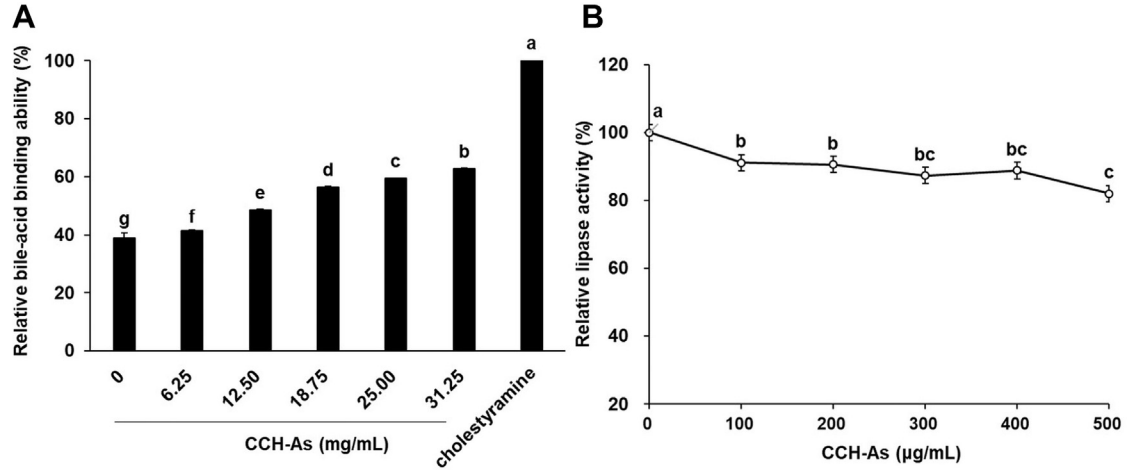 A
Relative bile-acid binding ability (%)
100
80
60
40
20
0
g
f
e
d
c
b
a
0
6.25
12.50
18.75
25.00
31.25
cholestyramine
CCH-As (mg/mL)
B
Relative lipase activity (%)
120
100
80
60
40
20
a
b
b
bc
bc
c
0
100
200
300
400
500
CCH-As (µg/mL)